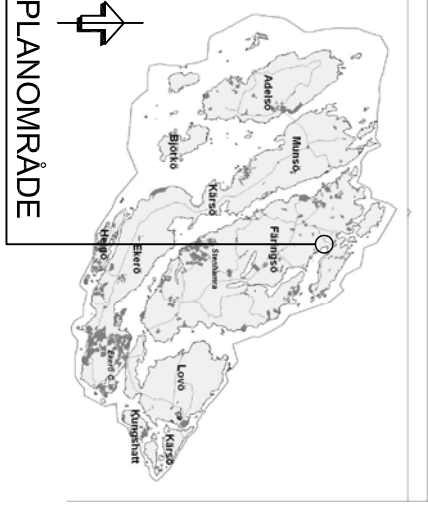 PLANOMRÅDE
Adelsö
Munsö
Björkö
Kärsö
Färingsö
Stenhamra
Ekerö
Helgö
Ekerö C
Lovö
Kärsö
Kungshatt